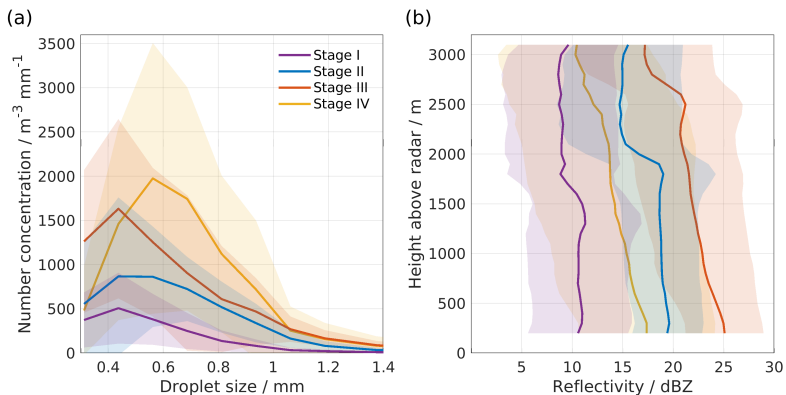 (a)
Number concentration / m⁻³ mm⁻¹
3500
3000
2500
2000
1500
1000
500
0
0.4
0.6
0.8
1
1.2
1.4
Droplet size / mm
Stage I
Stage II
Stage III
Stage IV
(b)
Height above radar / m
3000
2500
2000
1500
1000
500
0
5
10
15
20
25
30
Reflectivity / dBZ